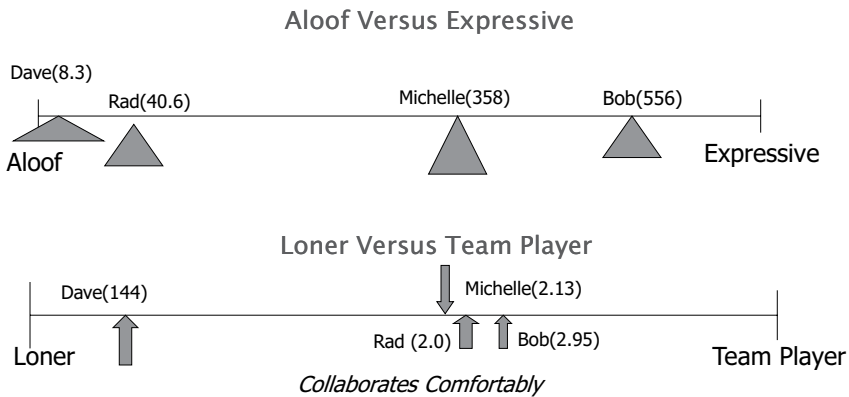 Aloof Versus Expressive
Dave(8.3)
Rad(40.6)
Michelle(358)
Bob(556)
Aloof
Expressive
Loner Versus Team Player
Dave(144)
Michelle(2.13)
Rad (2.0)
Bob(2.95)
Loner
Team Player
Collaborates Comfortably